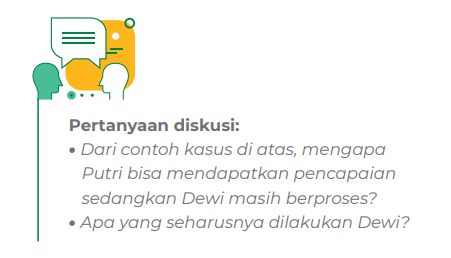 Pertanyaan diskusi:
• Dari contoh kasus di atas, mengapa
Putri bisa mendapatkan pencapaian
sedangkan Dewi masih berproses?
• Apa yang seharusnya dilakukan Dewi?